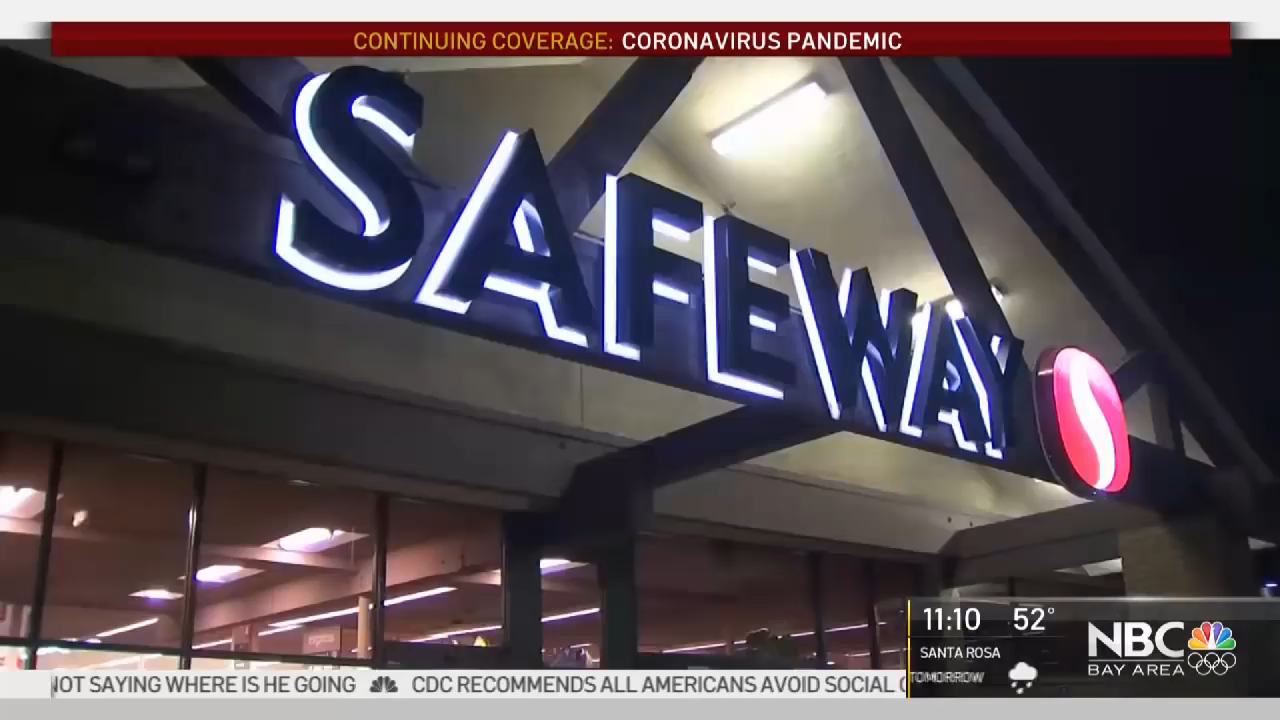 CONTINUING COVERAGE: CORONAVIRUS PANDEMIC
SAFEWAY
11:10 52°
SANTA ROSA
TOMORROW
NBC
BAY AREA
NOT SAYING WHERE IS HE GOING CDC RECOMMENDS ALL AMERICANS AVOID SOCIAL